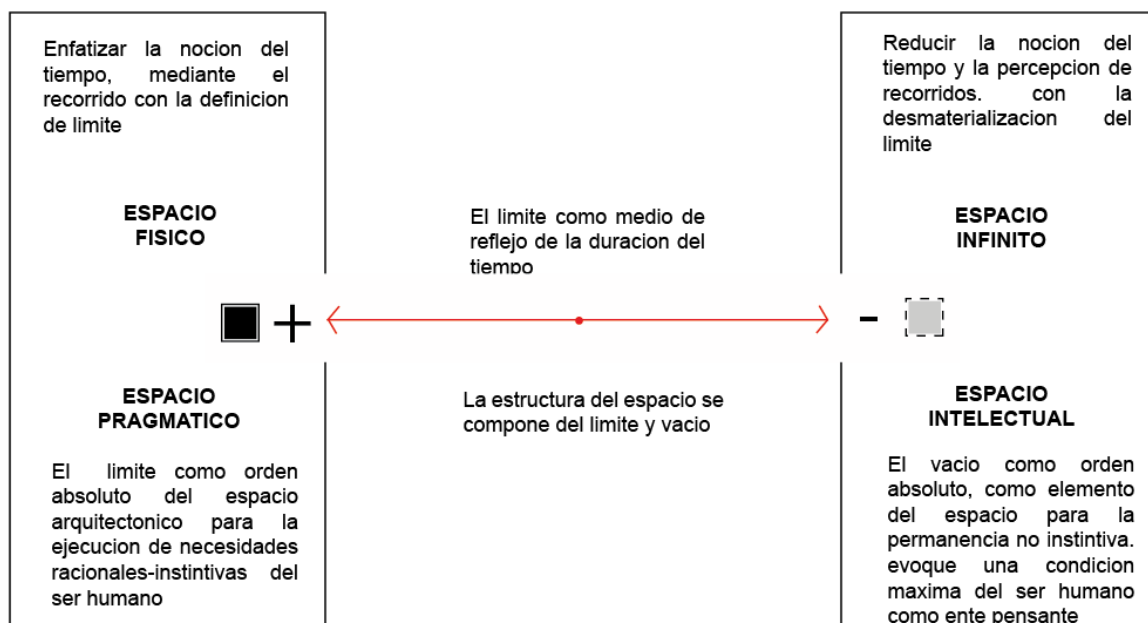 Enfatizar la nocion del
tiempo, mediante el
recorrido con la definicion
de limite
ESPACIO
FISICO
+
ESPACIO
PRAGMATICO
El limite como orden
absoluto del espacio
arquitectonico para la
ejecucion de necesidades
racionales-instintivas del
ser humano
El limite como medio de
reflejo de la duracion del
tiempo
La estructura del espacio se
compone del limite y vacio
Reducir la nocion del
tiempo y la percepcion de
recorridos. con la
desmaterializacion del
limite
ESPACIO
INFINITO
-
ESPACIO
INTELECTUAL
El vacio como orden
absoluto, como elemento
del espacio para la
permanencia no instintiva.
evoque una condicion
maxima del ser humano
como ente pensante